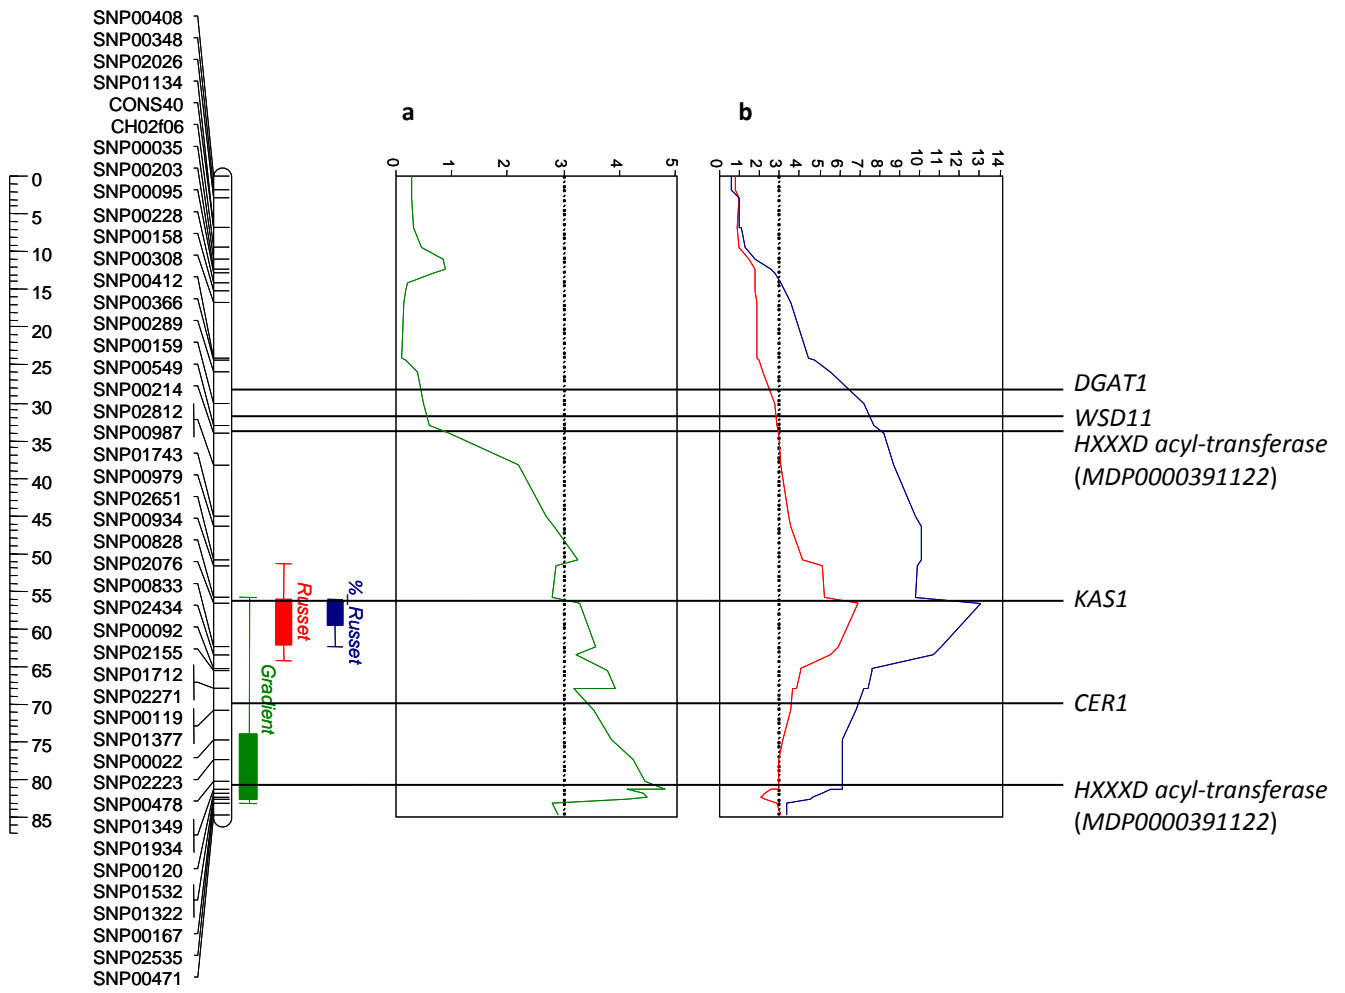 SNP00408
SNP00348
SNP02026
SNP01134
CONS40
CH02f06
SNP00035
SNP00203
SNP00095
SNP00228
SNP00158
SNP00308
SNP00412
SNP00366
SNP00289
SNP00159
SNP00549
SNP00214
SNP02812
SNP00987
SNP01743
SNP00979
SNP02651
SNP00934
SNP00828
SNP02076
SNP00833
SNP02434
SNP00092
SNP02155
SNP01712
SNP02271
SNP00119
SNP01377
SNP00022
SNP02223
SNP00478
SNP01349
SNP01934
SNP00120
SNP01532
SNP01322
SNP00167
SNP02535
SNP00471
0
5
10
15
20
25
30
35
40
45
50
55
60
65
70
75
80
85
Gradient
Russet
%_Russet
a
0 1 2 3 4 5
b
0 1 2 3 4 5 6 7 8 9 10 11 12 13 14
DGAT1
WSD11
HXXXD acyl-transferase
(MDP0000391122)
KAS1
CER1
HXXXD acyl-transferase
(MDP0000391122)